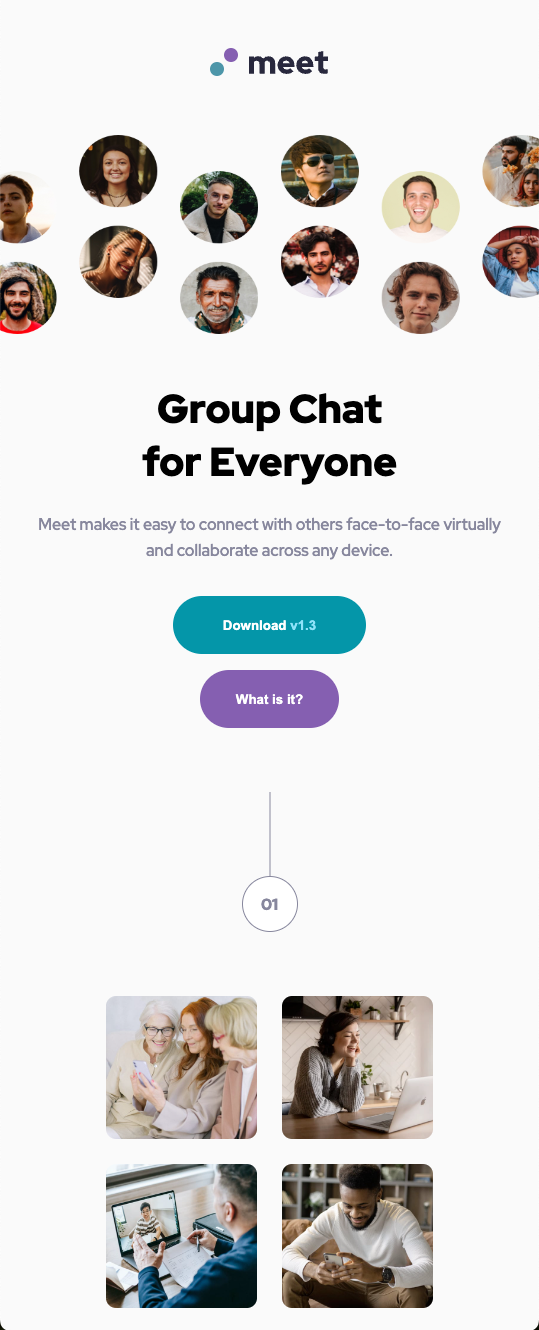 meet
Group Chat
for Everyone
Meet makes it easy to connect with others face-to-face virtually
and collaborate across any device.
Download v1.3
What is it?
01